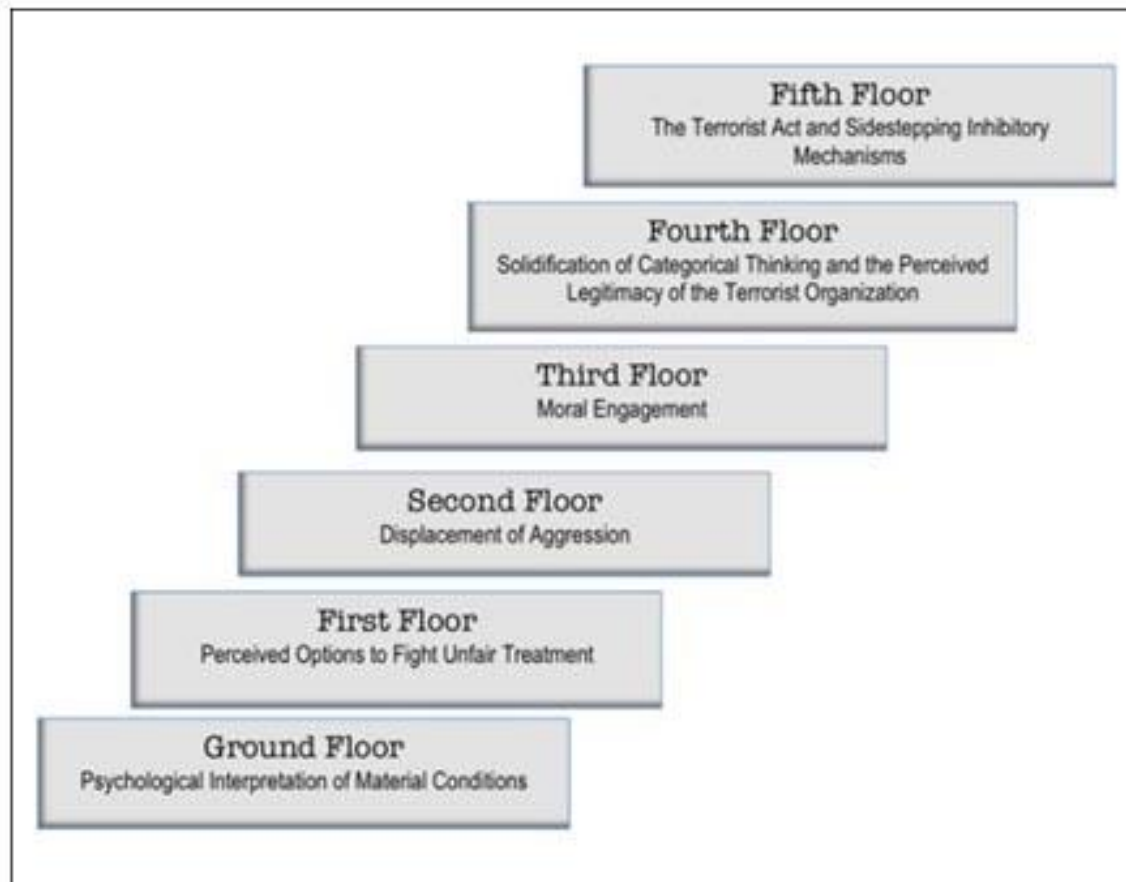 Fifth Floor
The Terrorist Act and Sidestepping Inhibitory
Mechanisms
Fourth Floor
Solidification of Categorical Thinking and the Perceived
Legitimacy of the Terrorist Organization
Third Floor
Moral Engagement
Second Floor
Displacement of Aggression
First Floor
Perceived Options to Fight Unfair Treatment
Ground Floor
Psychological Interpretation of Material Conditions